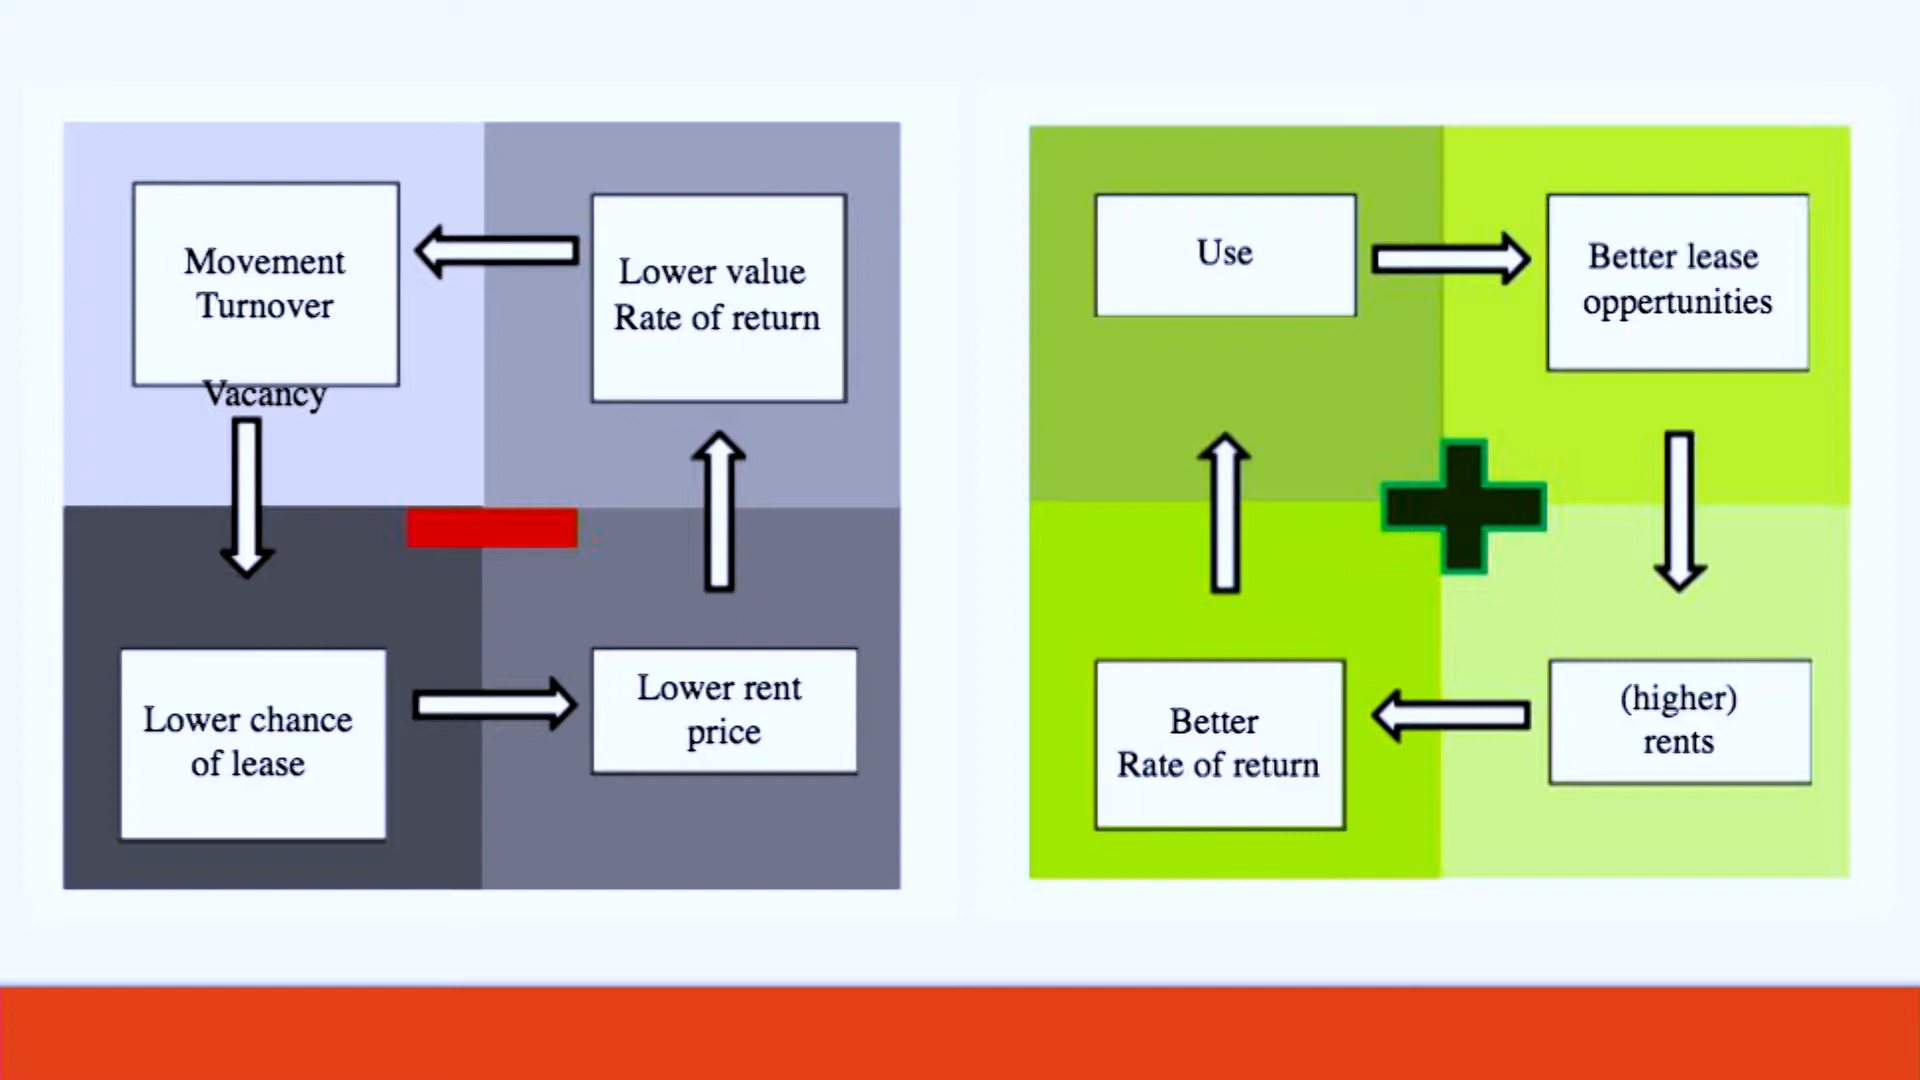 Movement
Turnover
Vacancy
Lower value
Rate of return
Lower chance
of lease
Lower rent
price
Use
Better lease
oppertunities
Better
Rate of return
(higher)
rents